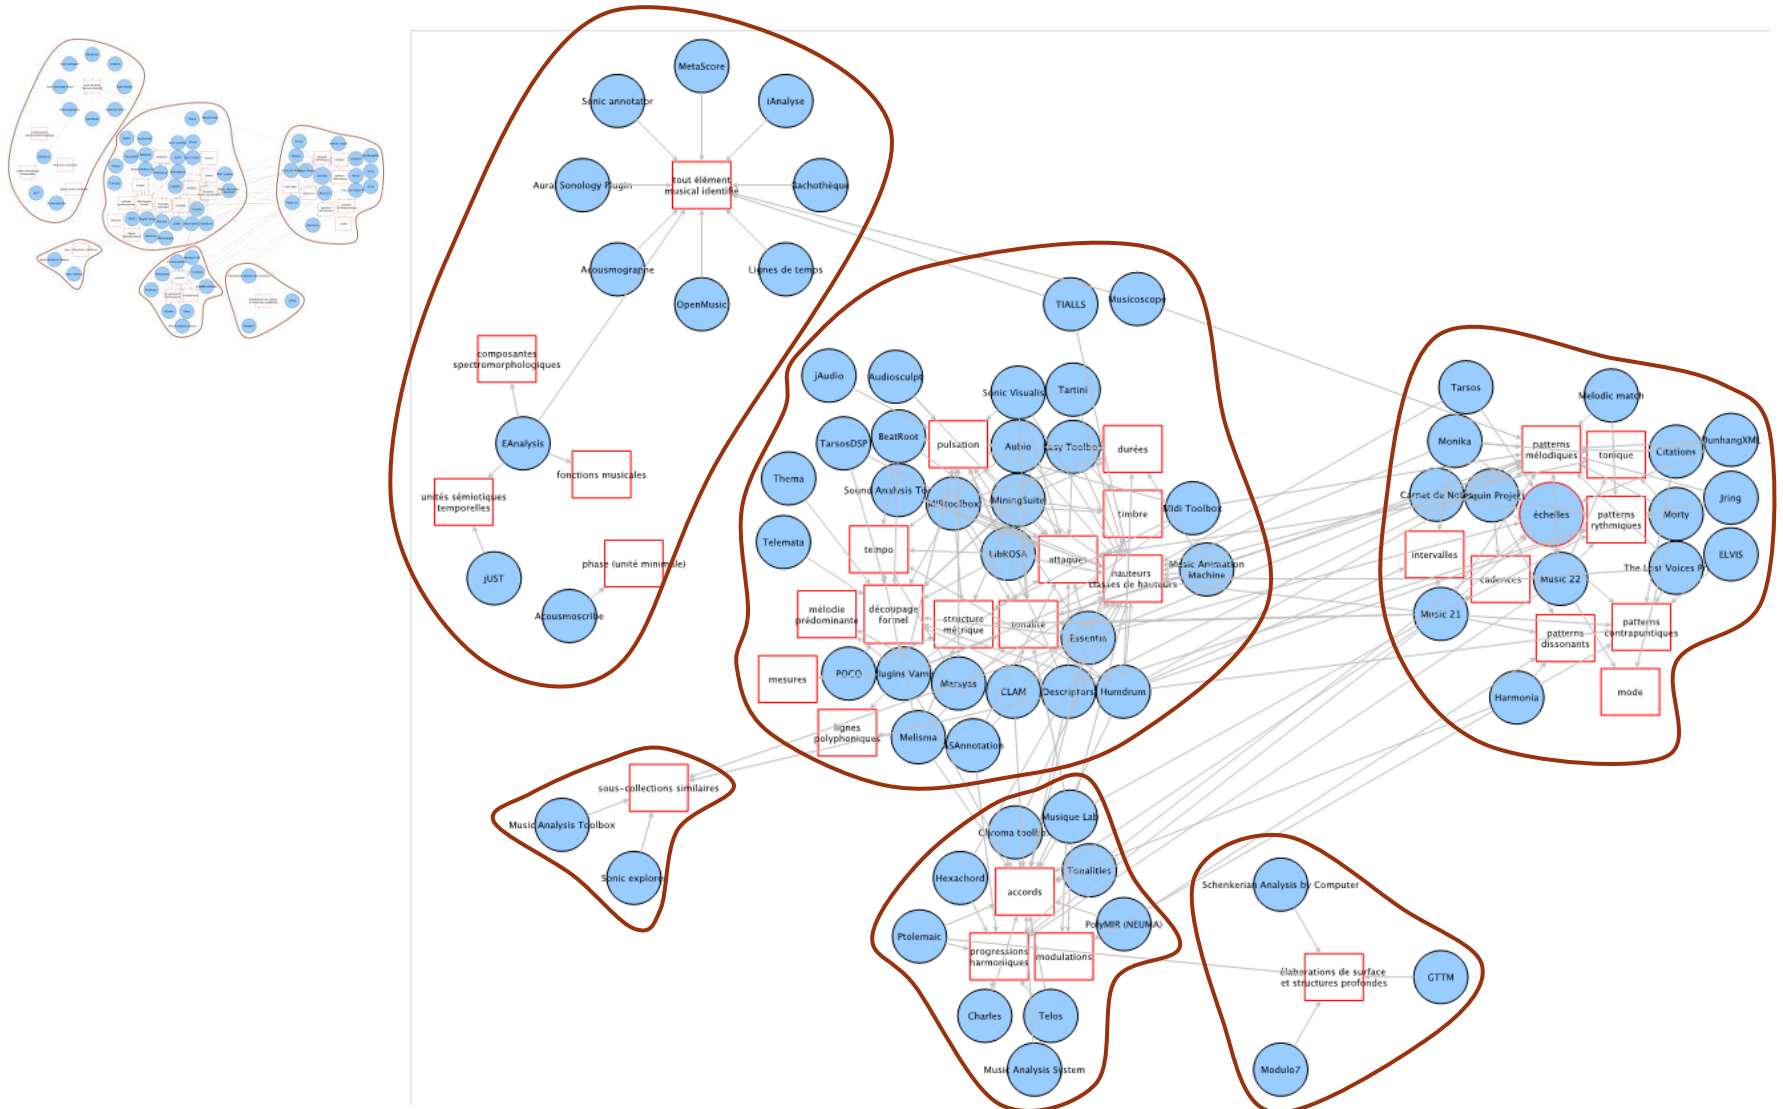 MetaScore
Sonic annotator
iAnalyse
tout élément
musical identifié
Aural Sonology Plugin
Bachothèque
Acousmographe
Lignes de temps
OpenMusic
composantes
spectromorphologiques
EAnalysis
fonctions musicales
unités sémiotiques
temporelles
phase (unité minimale)
jUST
Acousmoscribe
TIALLS
Musicoscope
jAudio
Audiosculpt
Sonic Visualis
Tartini
TarsosDSP
BeatRoot
pulsation
Aubio
asy Toolbo
durées
Thema
Sound Analysis To
MIRtoolbox
MiningSuite
timbre
Midi Toolbox
Telemata
tempo
LibROSA
attaques
hauteurs
classes de hauteurs
Music Animation
Machine
mélodie
prédominante
découpage
formel
structure
métrique
tonalité
Essentia
mesures
POCO
lugins Vamp
Marsyas
CLAM
Descriptors
Humdrum
lignes
polyphoniques
Melisma
ASAnnotation
Tarsos
Melodic match
Monika
patterns
mélodiques
tonique
Citations
JunhangXML
Carnet de Notes
squin Project
échelles
patterns
rythmiques
Morty
Jring
intervalles
cadences
Music 22
The Lost Voices P
ELVIS
Music 21
patterns
dissonants
patterns
contrapuntiques
Harmonia
mode
sous-collections similaires
Music Analysis Toolbox
Sonic explorer
Chroma toolbox
Musique Lab
Hexachord
Tonalities
accords
Ptolemaic
PolyMIR (NEUMA)
progressions
harmoniques
modulations
Charles
Telos
Music Analysis System
Schenkerian Analysis by Computer
élaborations de surface
et structures profondes
GTTM
Modulo7